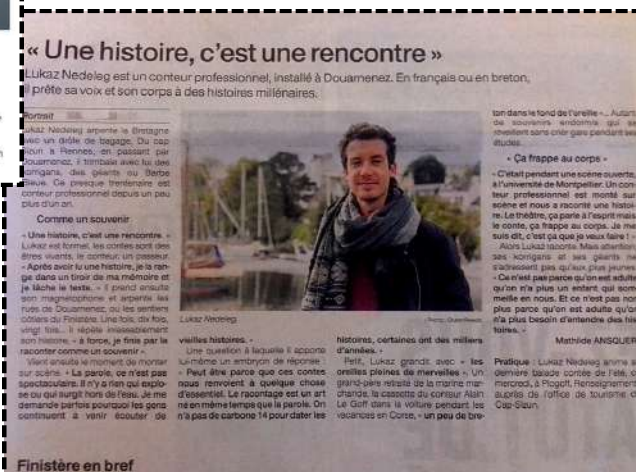 « Une histoire, c'est une rencontre »
Lukaz Nedeleg est un conteur professionnel, installé à Douarnenez. En français ou en breton,
il prête sa voix et son corps à des histoires millénaires.
Portrait
Lukaz Nedeleg arpente la Bretagne
avec un drôle de bagage. Du cap
Sizun à Rennes, en passant par
Douarnenez, il trimbale avec lui des
korrigans, des géants ou Barbe
Bleue. Ce presque trentenaire est
conteur professionnel depuis un peu
plus d'un an.
Comme un souvenir
« Une histoire, c'est une rencontre. »
Lukaz est formel, les contes sont des
êtres vivants, le conteur, un passeur.
« Après avoir lu une histoire, je la ran-
ge dans un tiroir de ma mémoire et
je lâche le texte. » Il prend ensuite
son magnétophone et arpente les
rues de Douarnenez, ou les sentiers
côtiers du Finistère. Une fois, dix fois,
vingt fois... Il répète inlassablement
son histoire, « à force, je finis par la
raconter comme un souvenir ».
Vient ensuite le moment de monter
sur scène. « La parole, ce n'est pas
spectaculaire. Il n'y a rien qui explo-
se ou qui surgit hors de l'eau. Je me
demande parfois pourquoi les gens
continuent à venir écouter de
Lukaz Nedeleg.
vieilles histoires. »
Une question à laquelle il apporte
lui-même un embryon de réponse :
« Peut être parce que ces contes
nous renvoient à quelque chose
d'essentiel. Le racontage est un art
né en même temps que la parole. On
n'a pas de carbone 14 pour dater les
histoires, certaines ont des milliers
d'années. »
Petit, Lukaz grandit avec « les
oreilles pleines de merveilles ». Un
grand-père retraité de la marine mar-
chande, la cassette du conteur Alain
Le Goff dans la voiture pendant les
vacances en Corse, « un peu de bre-
ton dans le fond de l'oreille »... Autant
de souvenirs endormis qui se
réveillent sans crier gare pendant ses
études.
« Ça frappe au corps »
« C'était pendant une scène ouverte,
à l'université de Montpellier. Un con-
teur professionnel est monté sur
scène et nous a raconté une histoi-
re. Le théâtre, ça parle à l'esprit mais
le conte, ça frappe au corps. Je me
suis dit, c'est ça que je veux faire ! »
Alors Lukaz raconte. Mais attention
ses korrigans et ses géants ne
s'adressent pas qu'aux plus jeunes
« Ce n'est pas parce qu'on est adulte
qu'on n'a plus un enfant qui som-
meille en nous. Et ce n'est pas non
plus parce qu'on est adulte qu'on
n'a plus besoin d'entendre des his
toires. »
Mathilde ANSQUER
Pratique : Lukaz Nedeleg anime sa
dernière balade contée de l'été, ce
mercredi, à Plogoff. Renseignement
auprès de l'office de tourisme du
Cap-Sizun.
Finistère en bref